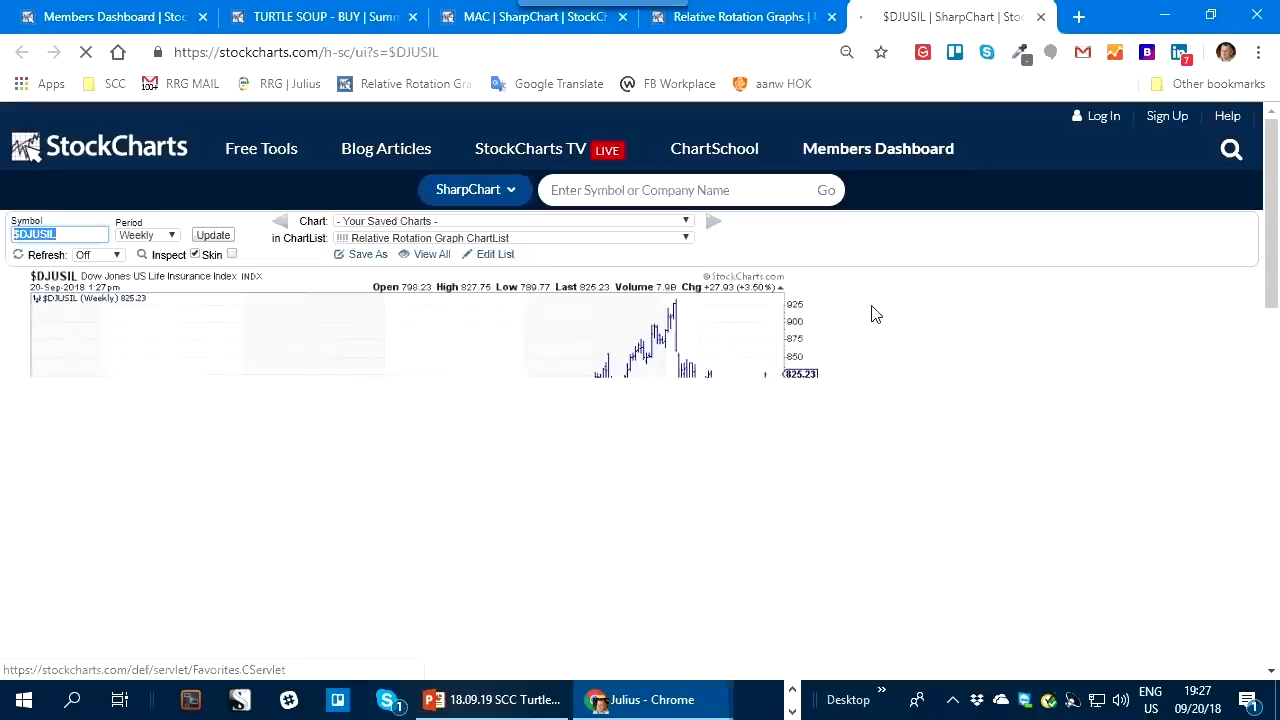 Members Dashboard | Stoc
TURTLE SOUP - BUY | Summ
MAC | SharpChart | StockCh
Relative Rotation Graphs |
$DJUSIL | SharpChart | Stoc
https://stockcharts.com/h-sc/ui?s=$DJUSIL
7
Apps
SCC
100+
RRG MAIL
RRG | Julius
Relative Rotation Gra
Google Translate
FB Workplace
aanw HOK
Other bookmarks
Log In
Sign Up
Help
StockCharts
Free Tools
Blog Articles
StockCharts TV LIVE
ChartSchool
Members Dashboard
SharpChart
Enter Symbol or Company Name
Go
Symbol
$DJUSIL
Period
Weekly
Update
Chart:
- Your Saved Charts -
in ChartList:
!!!! Relative Rotation Graph ChartList
Refresh:
Off
Inspect
Skin
Save As
View All
Edit List
$DJUSIL Dow Jones US Life Insurance Index INDX
© StockCharts.com
20-Sep-2018 1:27pm
Open 798.23 High 827.75 Low 789.77 Last 825.23 Volume 7.9B Chg +27.93 (+3.50%)
$DJUSIL (Weekly) 825.23
925
900
875
850
825.23
https://stockcharts.com/def/servlet/Favorites.CServlet
1
18.09.19 SCC Turtle...
Julius - Chrome
Desktop
ENG
US
19:27
09/20/18
1